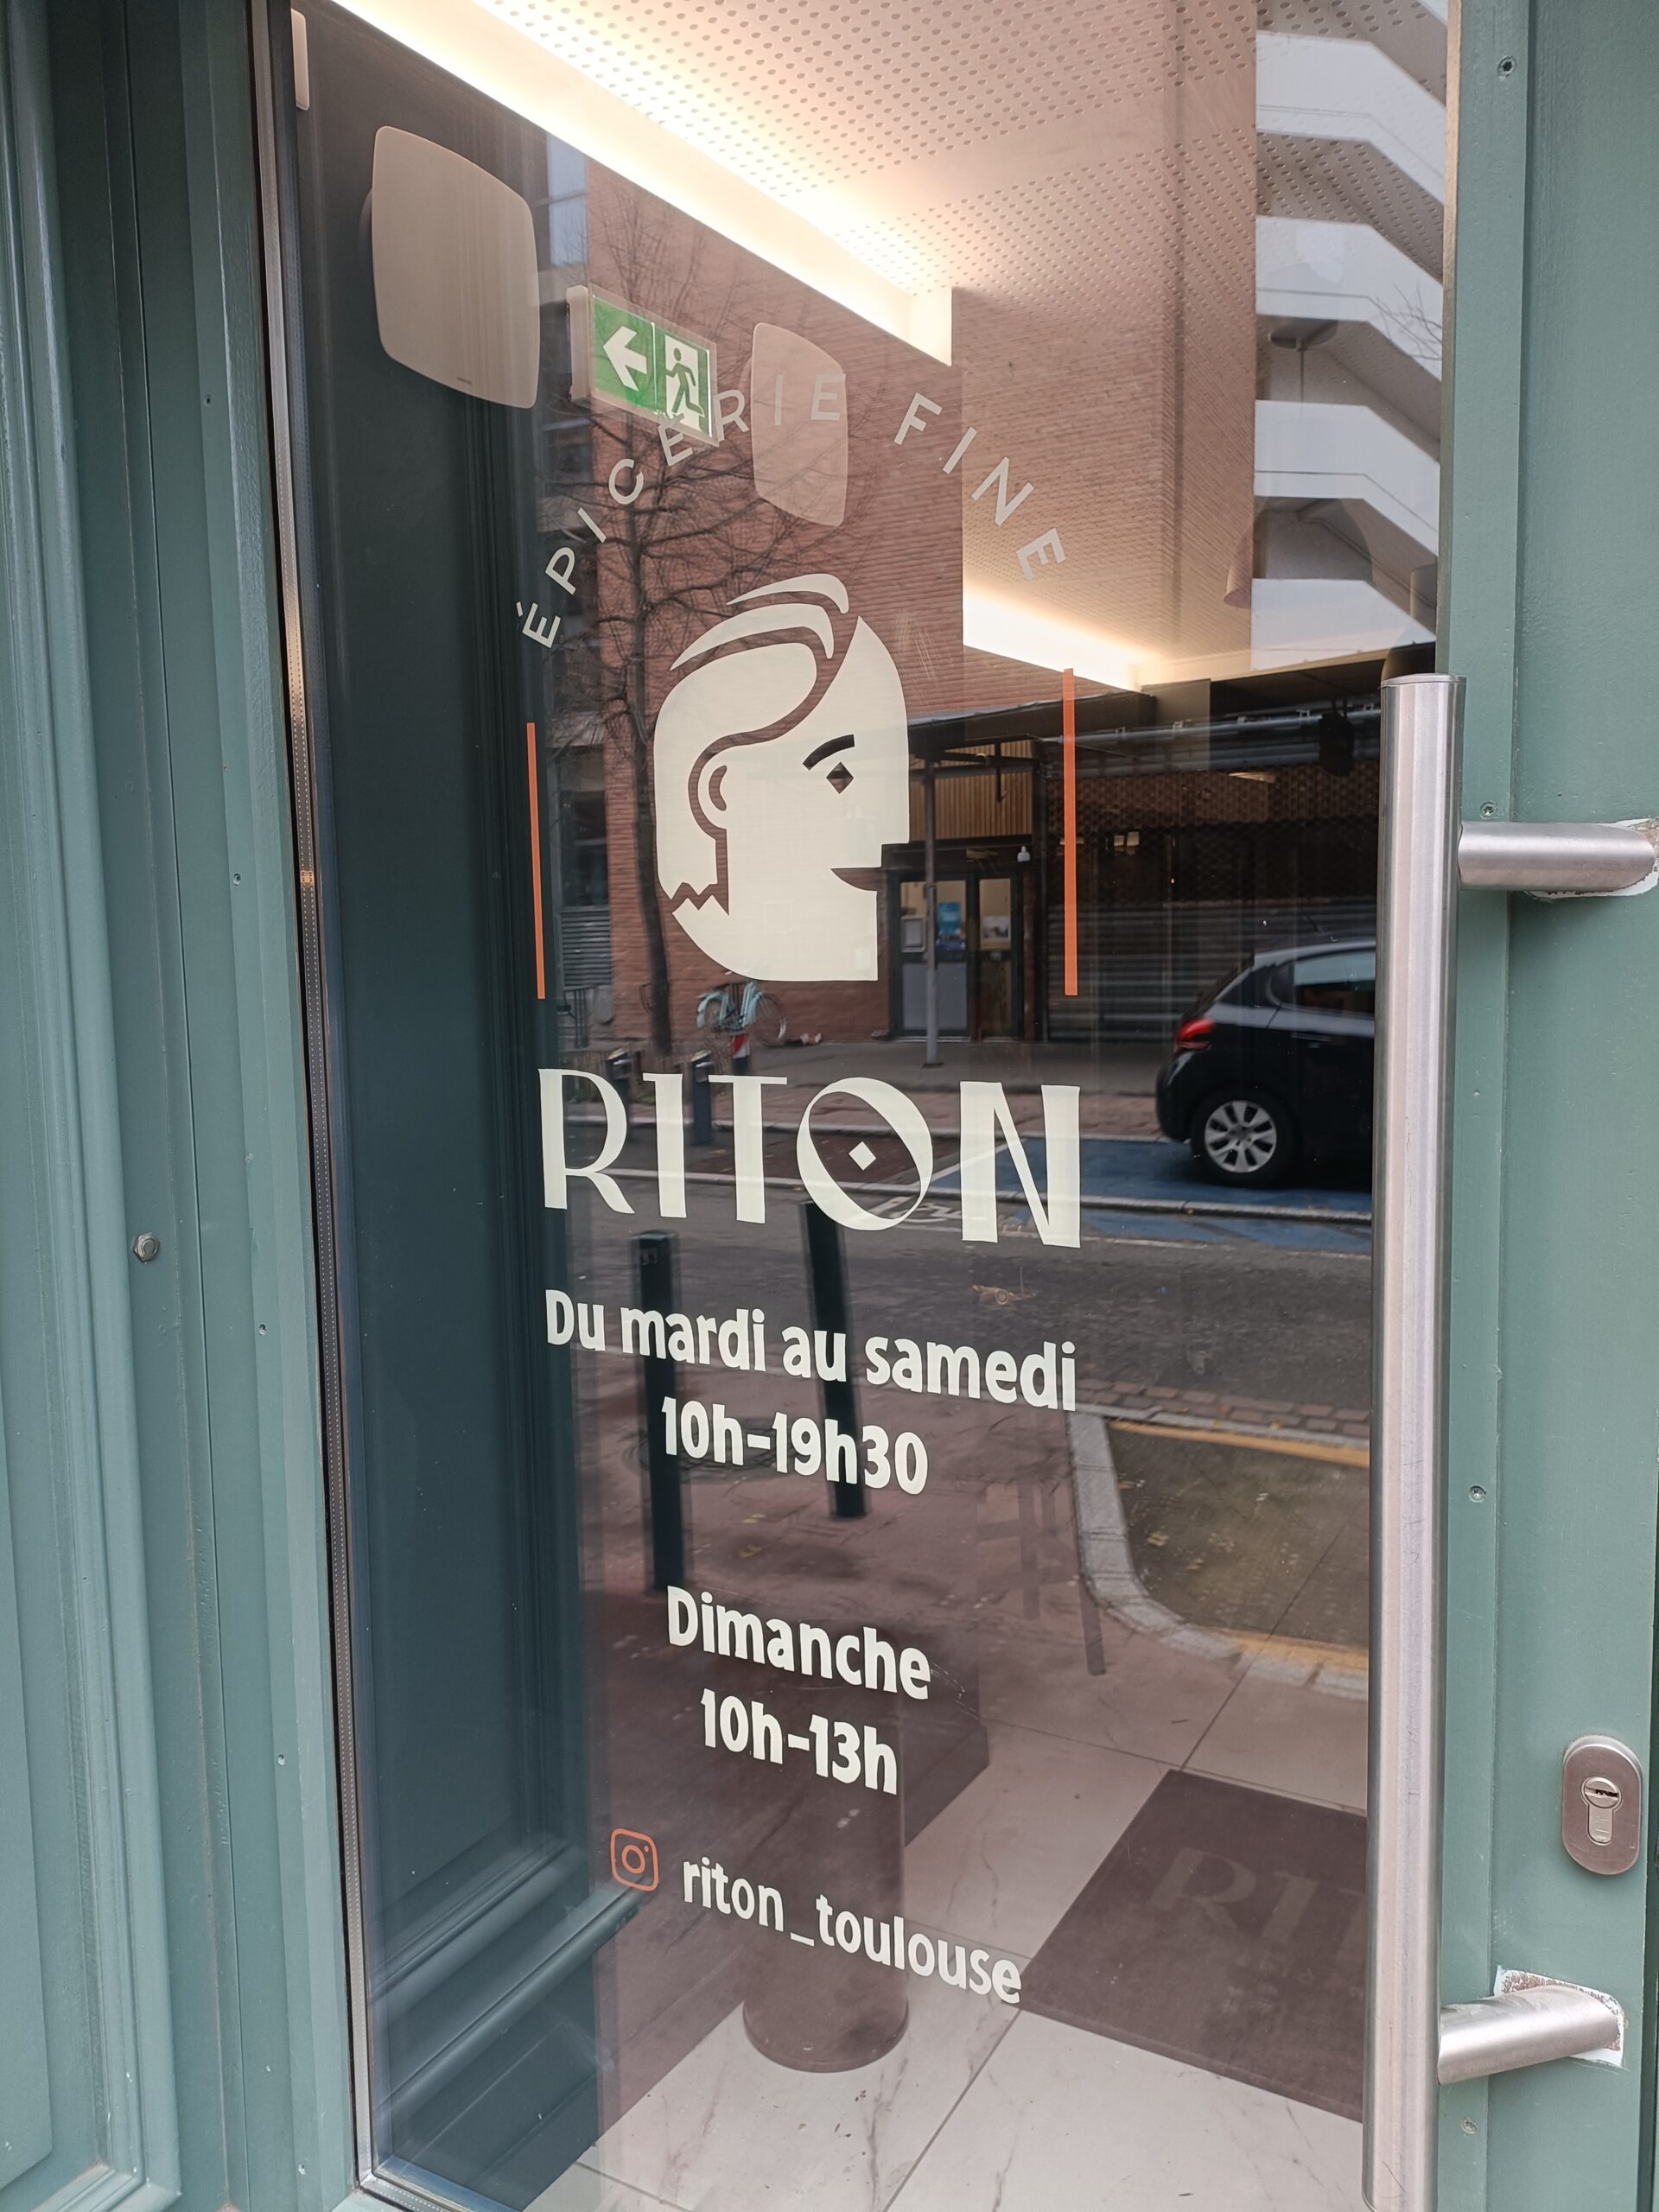 ÉPICERIE FINE
RITON
Du mardi au samedi
10h-19h30
Dimanche
10h-13h
riton_toulouse